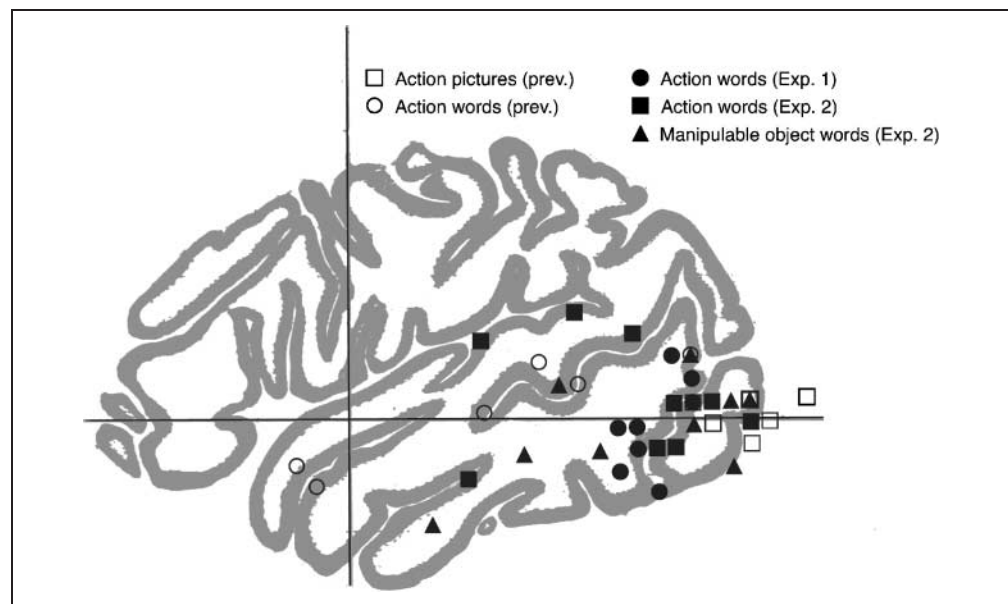 Action pictures (prev.)
Action words (prev.)
Action words (Exp. 1)
Action words (Exp. 2)
Manipulable object words (Exp. 2)